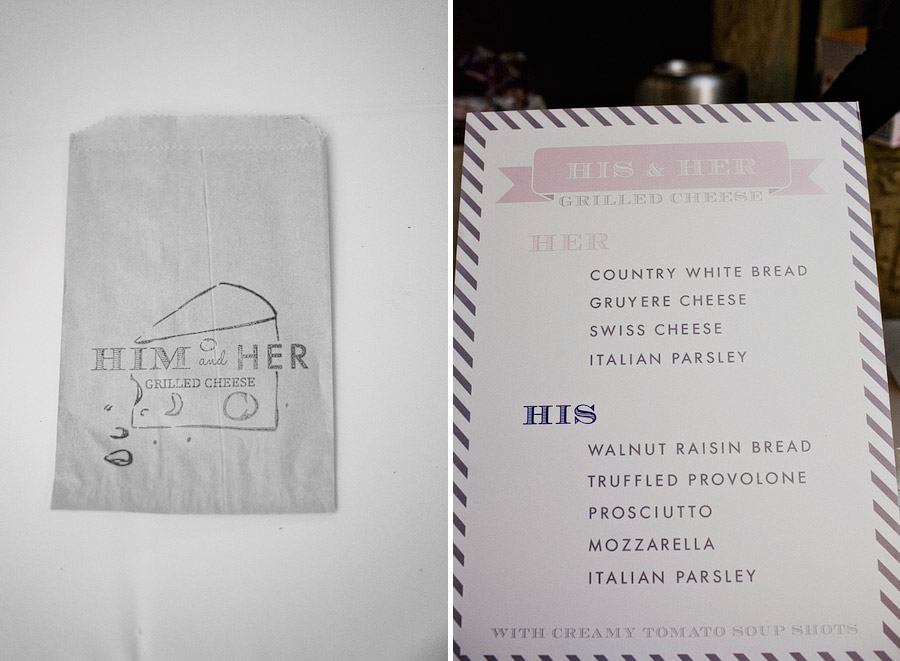 HIM and HER
GRILLED CHEESE
HIS & HER
GRILLED CHEESE
HER
COUNTRY WHITE BREAD
GRUYERE CHEESE
SWISS CHEESE
ITALIAN PARSLEY
HIS
WALNUT RAISIN BREAD
TRUFFLED PROVOLONE
PROSCIUTTO
MOZZARELLA
ITALIAN PARSLEY
WITH CREAMY TOMATO SOUP SHOTS